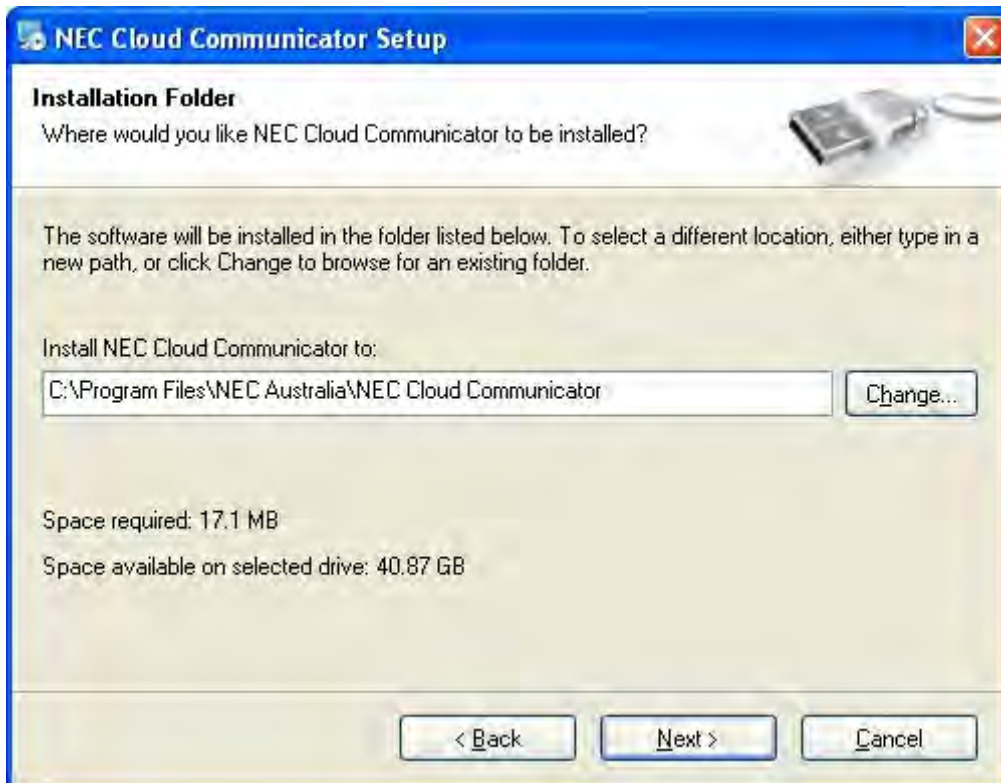 NEC Cloud Communicator Setup
Installation Folder
Where would you like NEC Cloud Communicator to be installed?
The software will be installed in the folder listed below. To select a different location, either type in a
new path, or click Change to browse for an existing folder.
Install NEC Cloud Communicator to:
C:\Program Files\NEC Australia\NEC Cloud Communicator
Change...
Space required: 17.1 MB
Space available on selected drive: 40.87 GB
< Back
Next >
Cancel